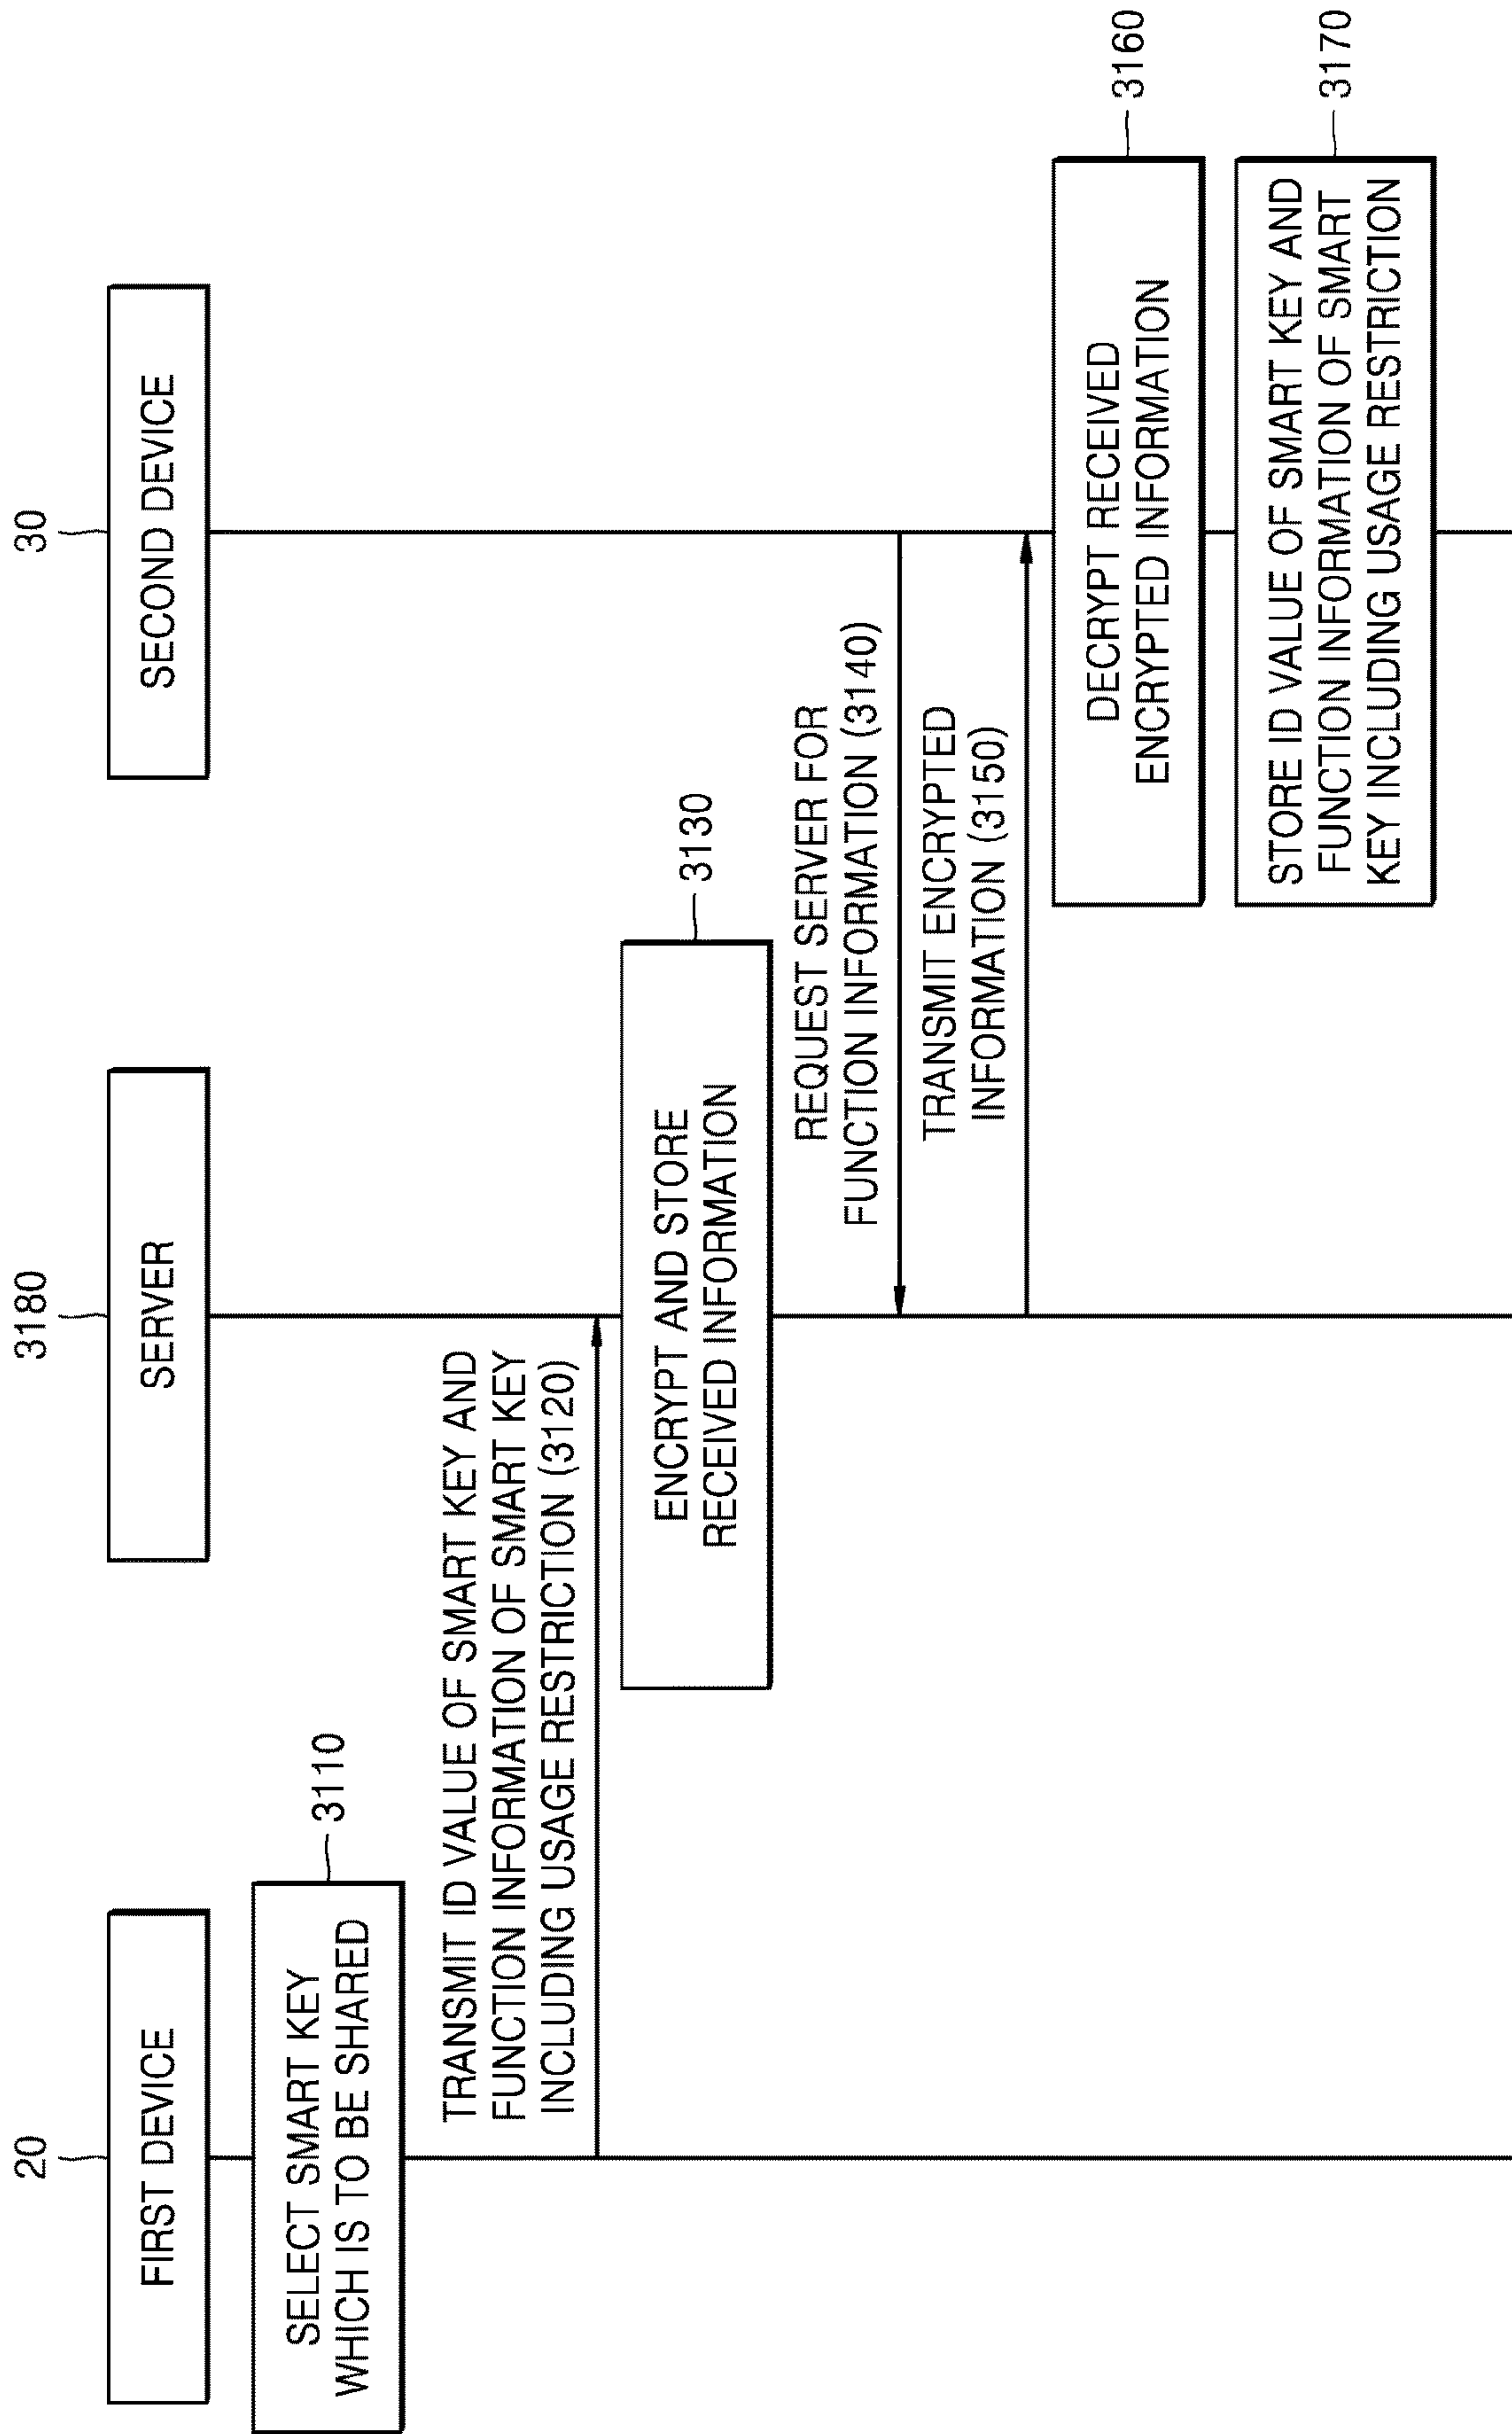 20
3180
30
FIRST DEVICE
SERVER
SECOND DEVICE
SELECT SMART KEY
WHICH IS TO BE SHARED
3110
TRANSMIT ID VALUE OF SMART KEY AND
FUNCTION INFORMATION OF SMART KEY
INCLUDING USAGE RESTRICTION (3120)
ENCRYPT AND STORE
RECEIVED INFORMATION
3130
REQUEST SERVER FOR
FUNCTION INFORMATION (3140)
TRANSMIT ENCRYPTED
INFORMATION (3150)
DECRYPT RECEIVED
ENCRYPTED INFORMATION
3160
STORE ID VALUE OF SMART KEY AND
FUNCTION INFORMATION OF SMART
KEY INCLUDING USAGE RESTRICTION
3170